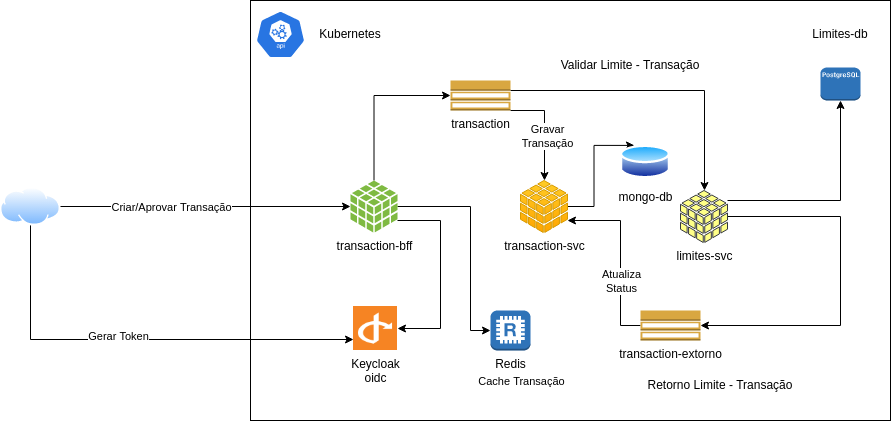 Kubernetes
api
Limites-db
Validar Limite - Transação
PostgreSQL
transaction
Gravar
Transação
mongo-db
Criar/Aprovar Transação
transaction-bff
transaction-svc
limites-svc
Atualiza
Status
Gerar Token
R
Keycloak
oidc
Redis
Cache Transação
transaction-extorno
Retorno Limite - Transação